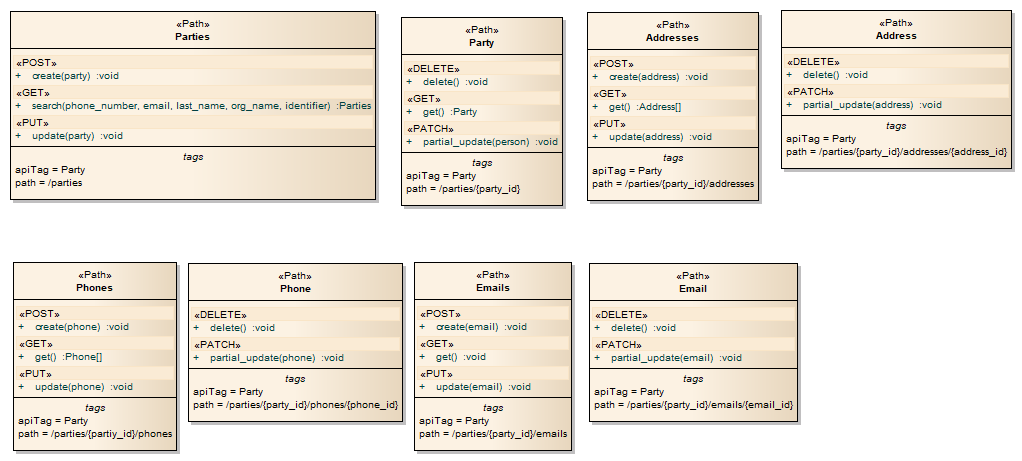 «Path»
Parties
«POST»
+ create(party) :void
«GET»
+ search(phone_number, email, last_name, org_name, identifier) :Parties
«PUT»
+ update(party) :void
tags
apiTag = Party
path = /parties
«Path»
Party
«DELETE»
+ delete() :void
«GET»
+ get() :Party
«PATCH»
+ partial_update(person) :void
tags
apiTag = Party
path = /parties/{party_id}
«Path»
Addresses
«POST»
+ create(address) :void
«GET»
+ get() :Address[]
«PUT»
+ update(address) :void
tags
apiTag = Party
path = /parties/{party_id}/addresses
«Path»
Address
«DELETE»
+ delete() :void
«PATCH»
+ partial_update(address) :void
tags
apiTag = Party
path = /parties/{party_id}/addresses/{address_id}
«Path»
Phones
«POST»
+ create(phone) :void
«GET»
+ get() :Phone[]
«PUT»
+ update(phone) :void
tags
apiTag = Party
path = /parties/{partiy_id}/phones
«Path»
Phone
«DELETE»
+ delete() :void
«PATCH»
+ partial_update(phone) :void
tags
apiTag = Party
path = /parties/{party_id}/phones/{phone_id}
«Path»
Emails
«POST»
+ create(email) :void
«GET»
+ get() :void
«PUT»
+ update(email) :void
tags
apiTag = Party
path = /parties/{party_id}/emails
«Path»
Email
«DELETE»
+ delete() :void
«PATCH»
+ partial_update(email) :void
tags
apiTag = Party
path = /parties/{party_id}/emails/{email_id}